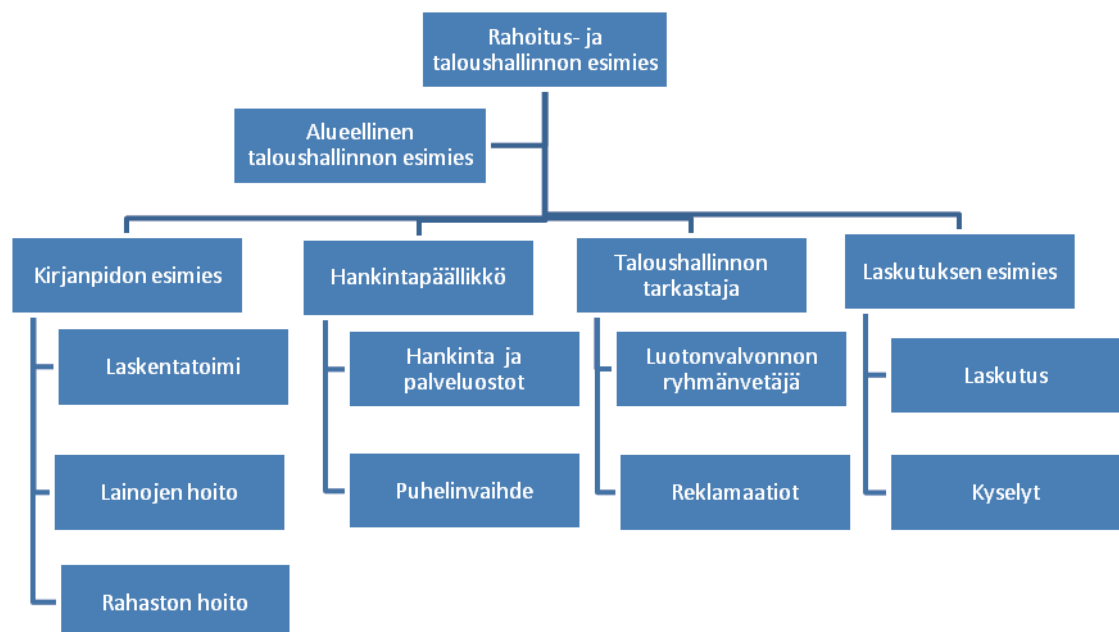 Rahoitus- ja
taloushallinnon esimies
Alueellinen
taloushallinnon esimies
Kirjanpidon esimies
Hankintapäällikkö
Taloushallinnon
tarkastaja
Laskutuksen esimies
Laskentatoimi
Hankinta ja
palveluostot
Luotonvalvonnon
ryhmänvetäjä
Laskutus
Lainojen hoito
Puhelinvaihde
Reklamaatiot
Kyselyt
Rahaston hoito